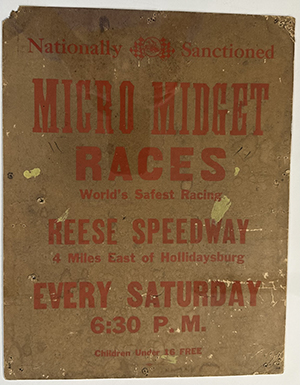 Nationally Sanctioned
MICRO MIDGET
RACES
World's Safest Racing
REESE SPEEDWAY
4 Miles East of Hollidaysburg
EVERY SATURDAY
6:30 P.M.
Children Under 16 FREE